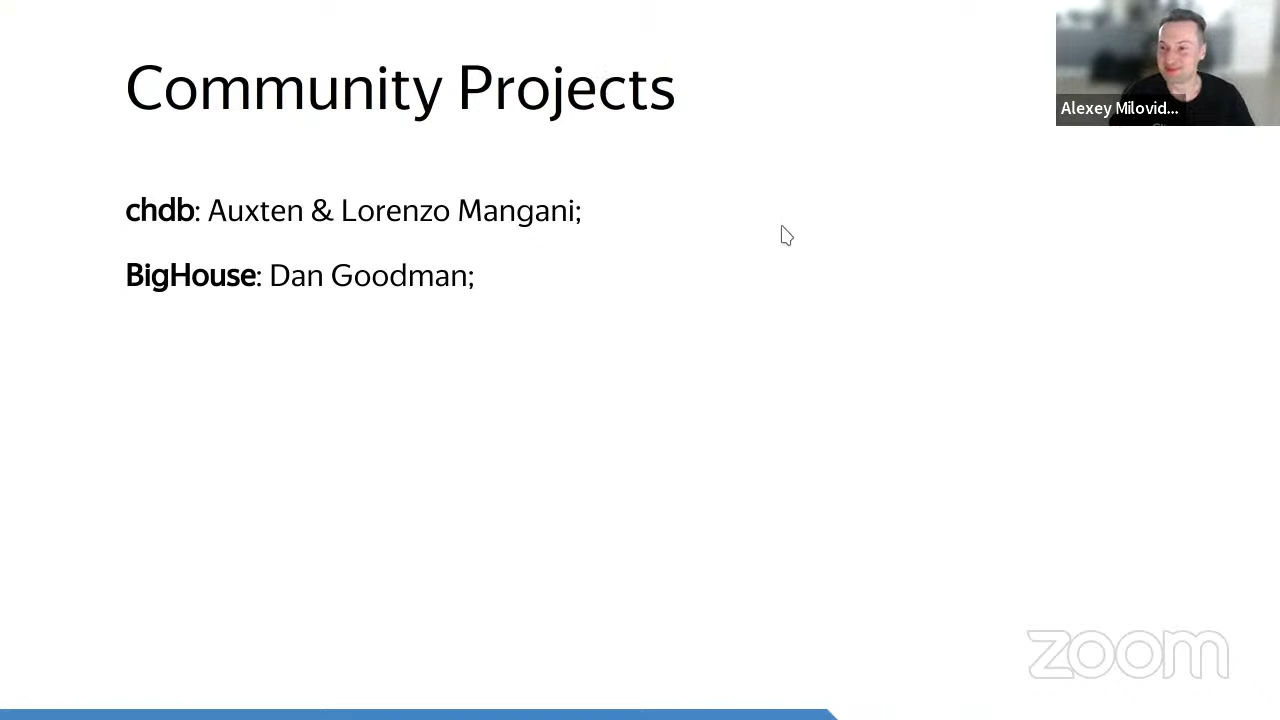 Community Projects
Alexey Milovid...
chdb: Auxten & Lorenzo Mangani;
BigHouse: Dan Goodman;
zoom